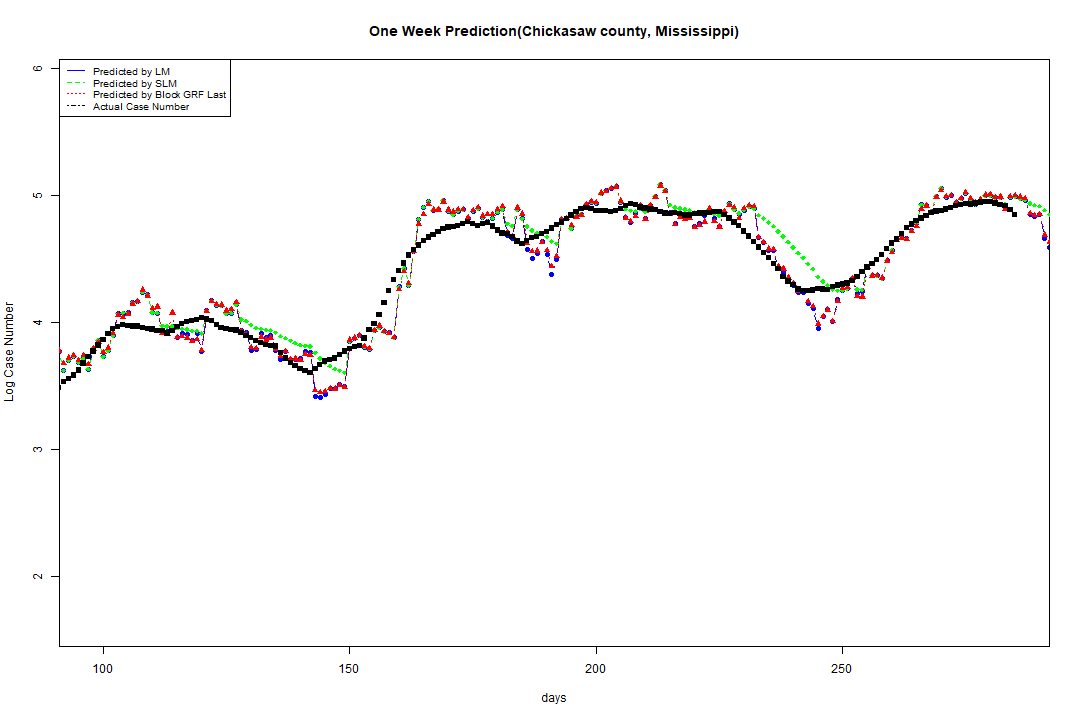 One Week Prediction(Chickasaw county, Mississippi)
Predicted by LM
Predicted by SLM
Predicted by Block GRF Last
Actual Case Number
6
5
4
3
2
Log Case Number
100
150
200
250
days